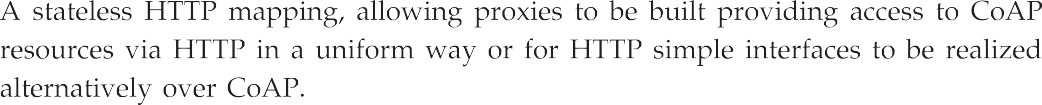 A stateless HTTP mapping, allowing proxies to be built providing access to CoAP
resources via HTTP in a uniform way or for HTTP simple interfaces to be realized
alternatively over CoAP.